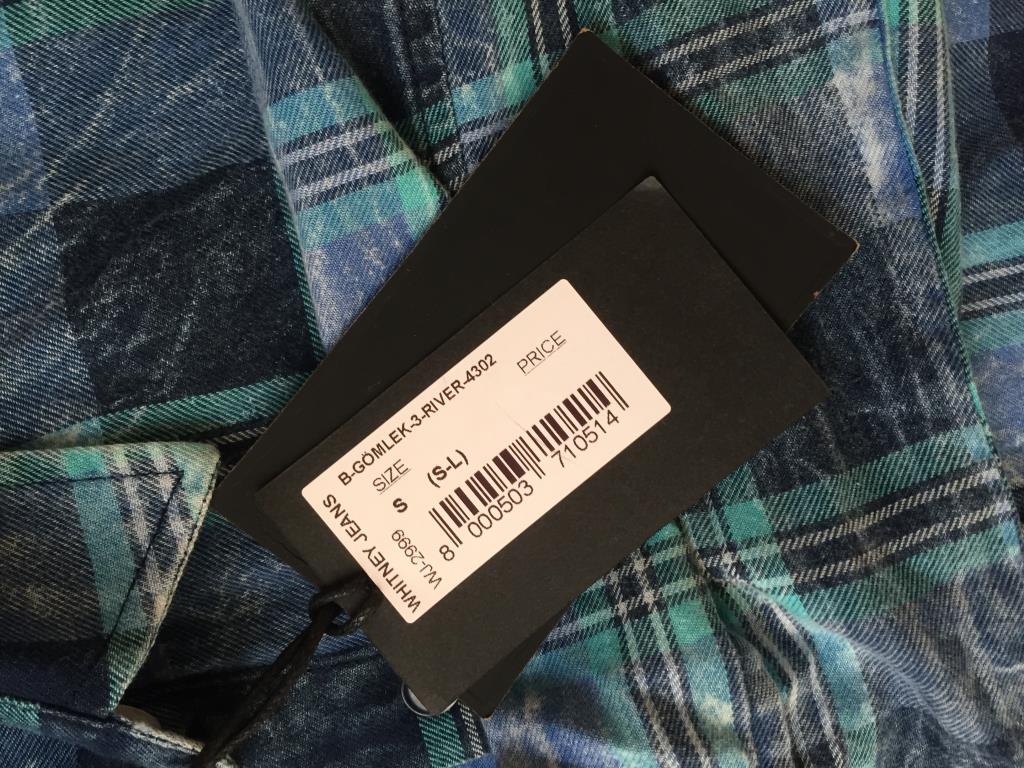 WHITNEY JEANS
B-GÖMLEK-3-RIVER-4302
SIZE
PRICE
S (S-L)
WJ-2999
8 000503 710514